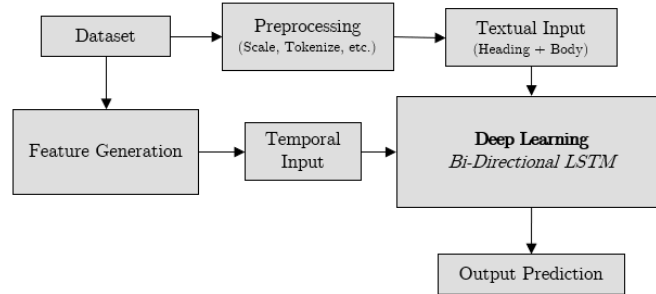 Dataset
Preprocessing
(Scale, Tokenize, etc.)
Textual Input
(Heading + Body)
Feature Generation
Temporal
Input
Deep Learning
Bi-Directional LSTM
Output Prediction